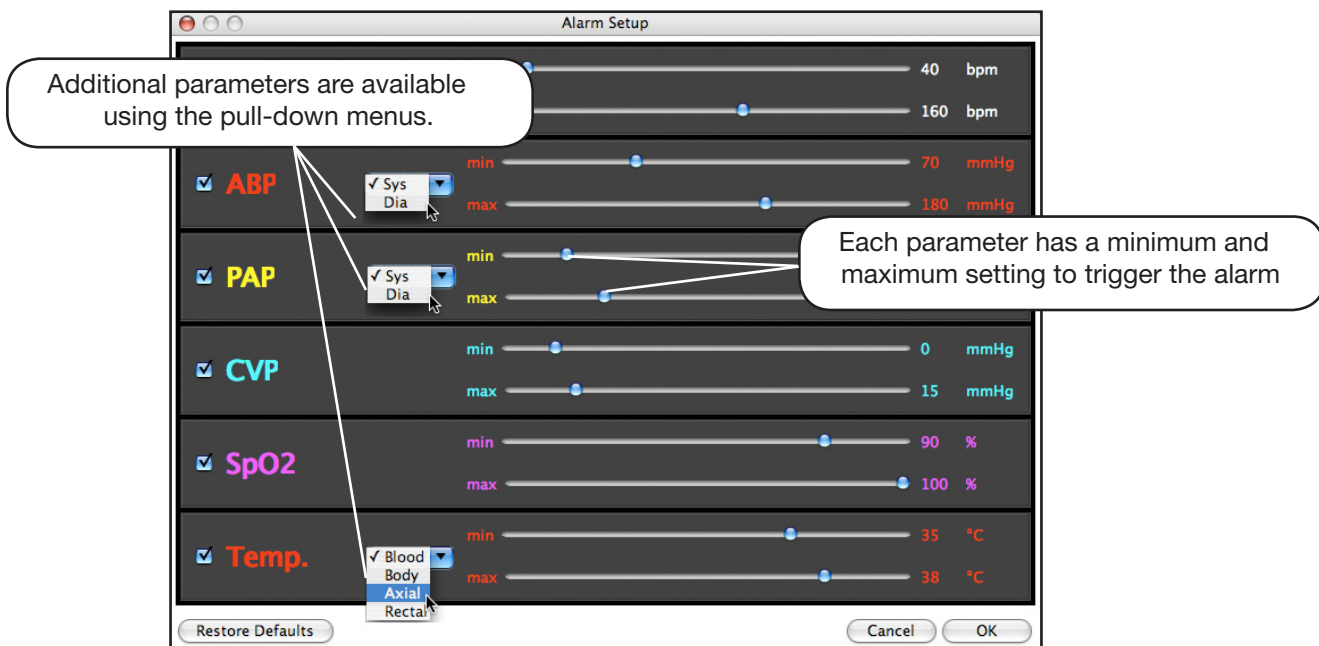 Alarm Setup
40 bpm
Additional parameters are available
using the pull-down menus.
160 bpm
ABP
✓ Sys
Dia
min 70 mmHg
max 180 mmHg
Each parameter has a minimum and
maximum setting to trigger the alarm
PAP
✓ Sys
Dia
min
max
CVP
min 0 mmHg
max 15 mmHg
SpO2
min 90 %
max 100 %
Temp.
✓ Blood
Body
Axial
Rectal
min 35 °C
max 38 °C
Restore Defaults
Cancel
OK